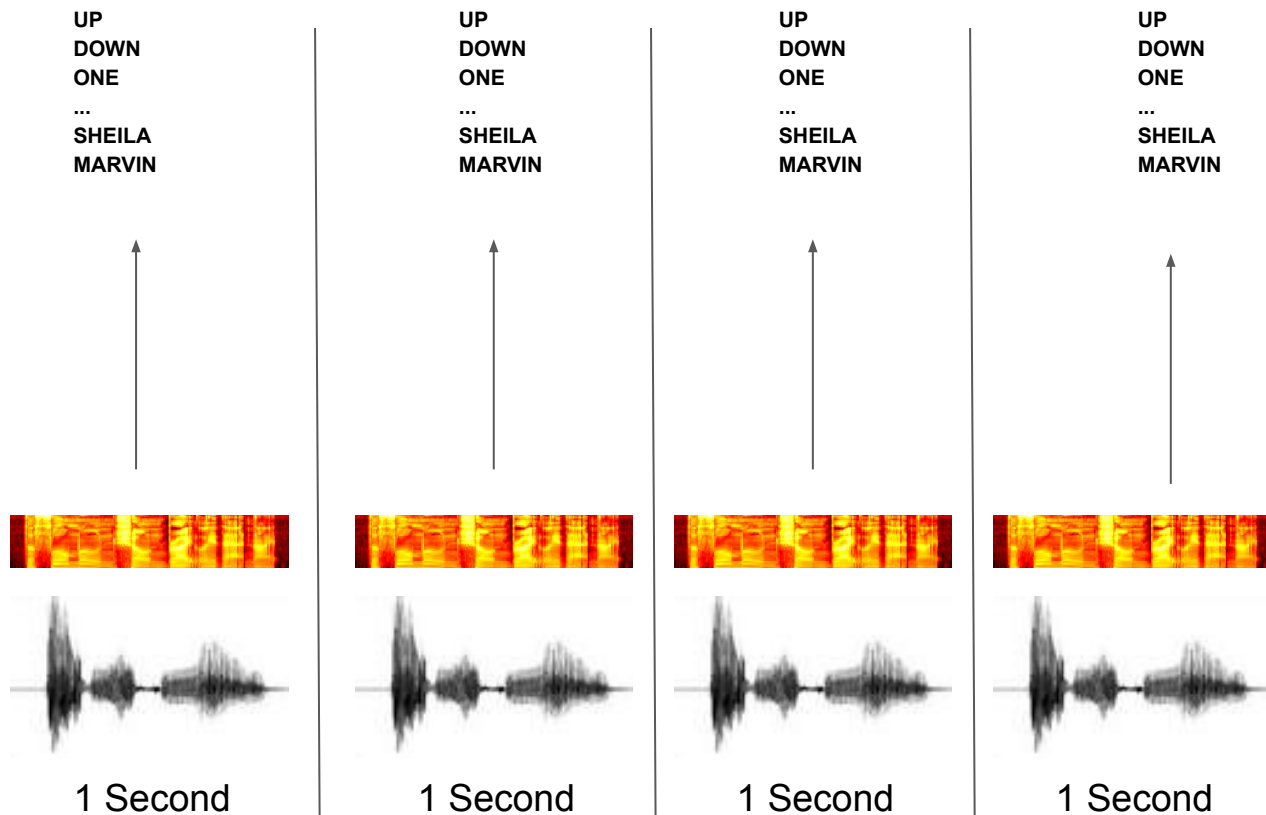 UP
DOWN
ONE
...
SHEILA
MARVIN
UP
DOWN
ONE
...
SHEILA
MARVIN
UP
DOWN
ONE
...
SHEILA
MARVIN
UP
DOWN
ONE
...
SHEILA
MARVIN
1 Second
1 Second
1 Second
1 Second